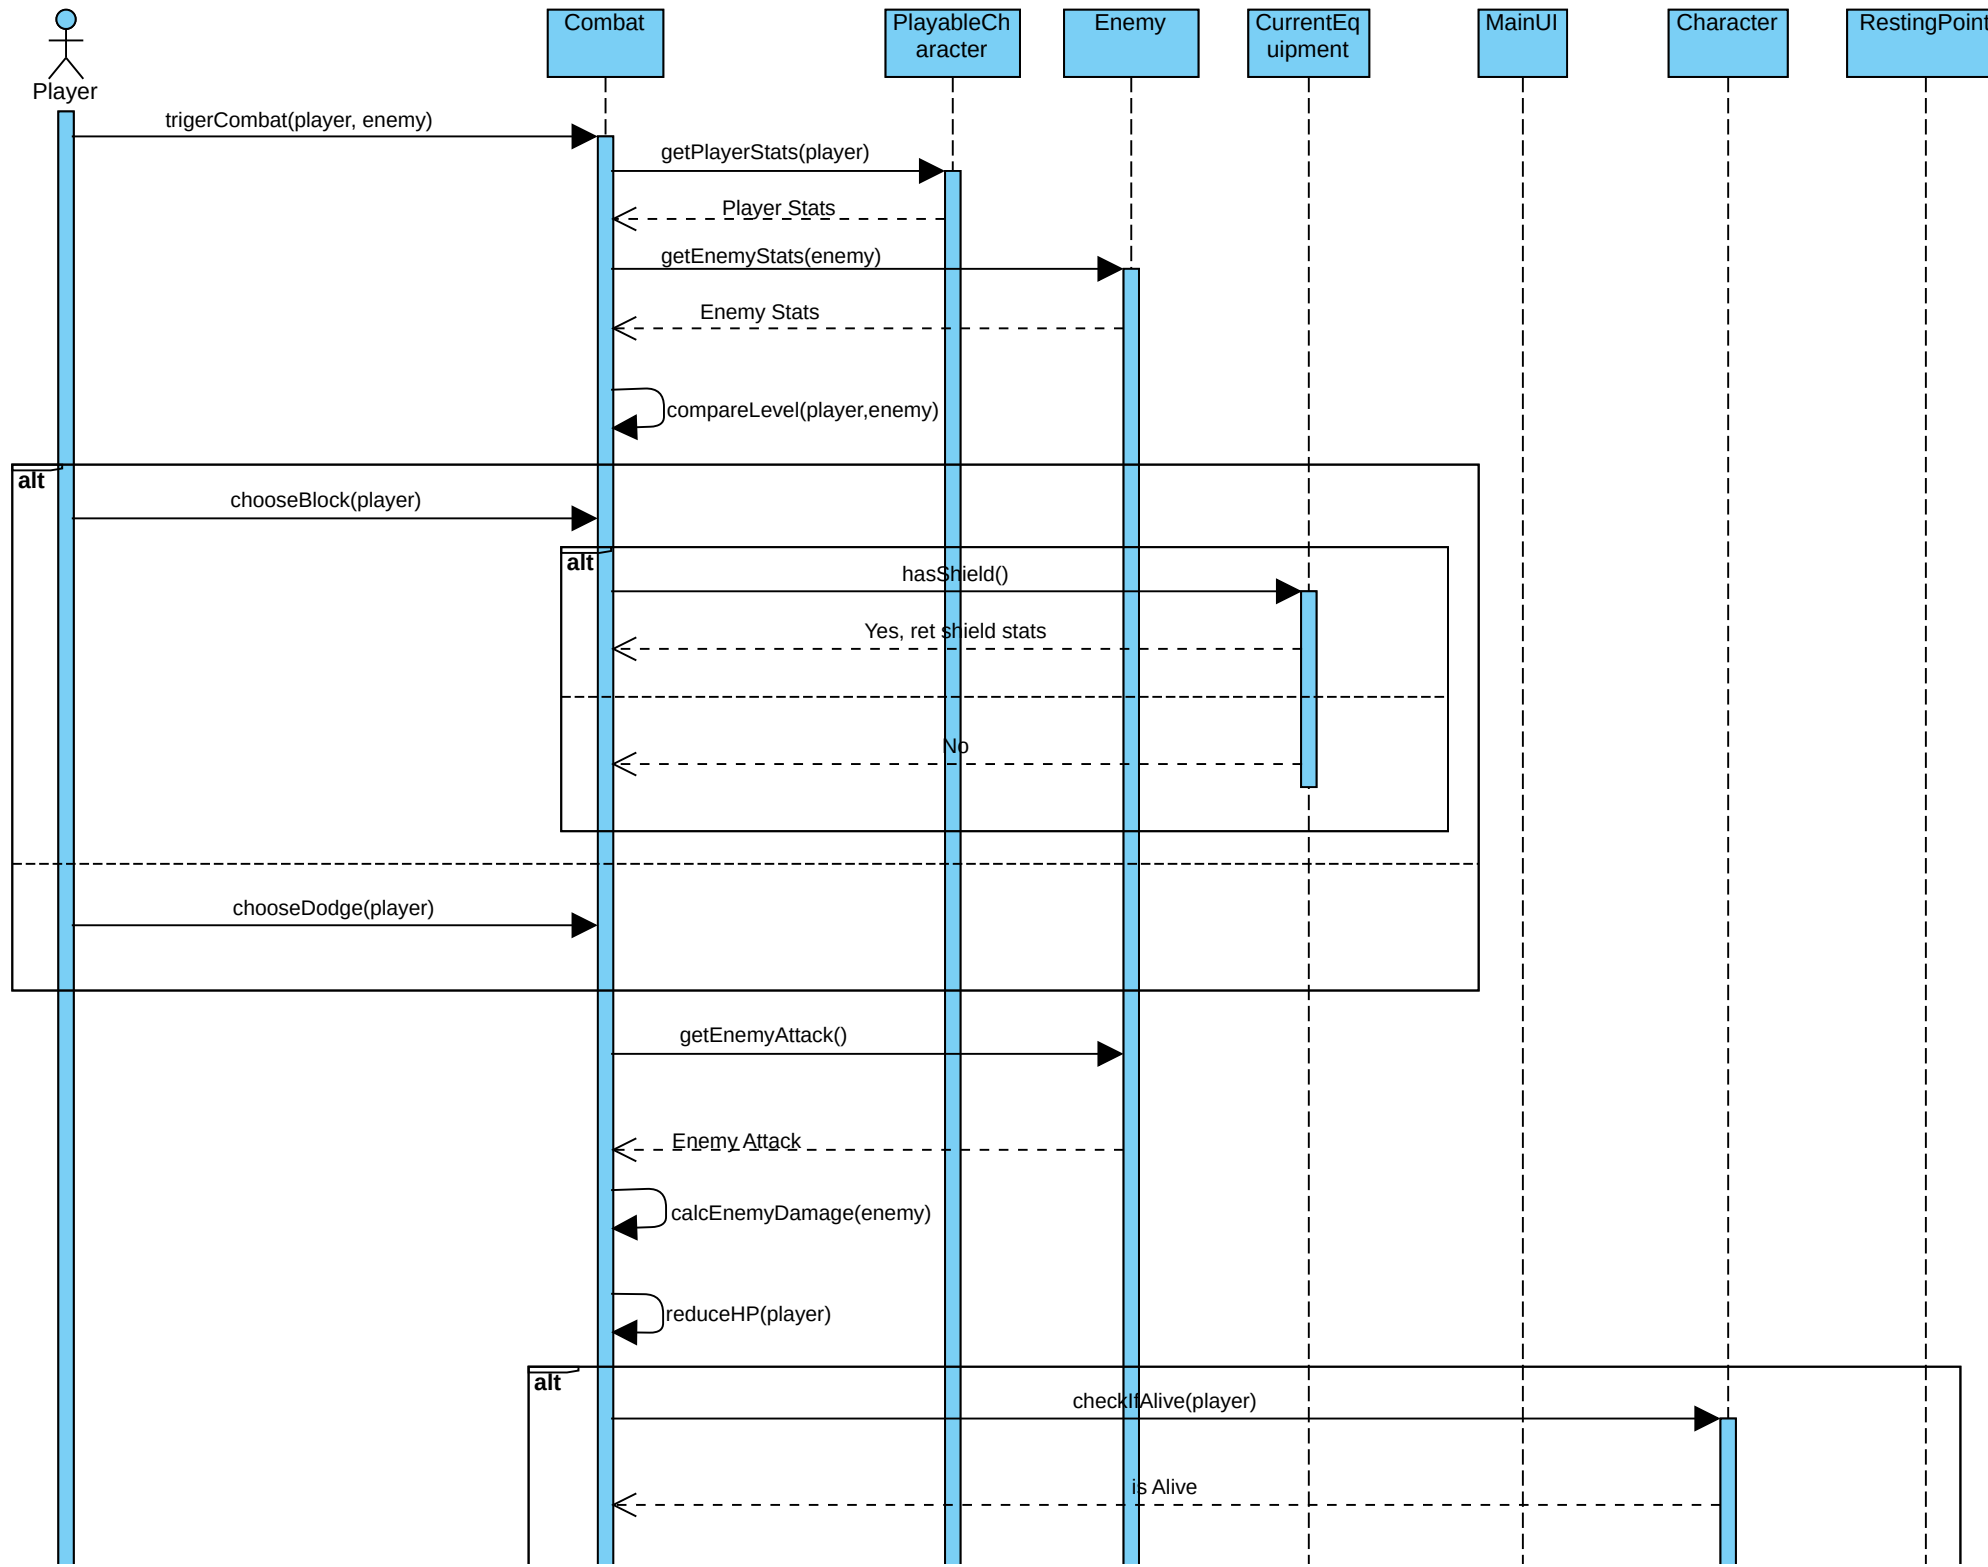 Combat
PlayableCh
aracter
Enemy
CurrentEq
uipment
MainUI
Character
RestingPoint
Player
trigerCombat(player, enemy)
getPlayerStats(player)
Player Stats
getEnemyStats(enemy)
Enemy Stats
compareLevel(player,enemy)
alt
chooseBlock(player)
alt
hasShield()
Yes, ret shield stats
No
chooseDodge(player)
getEnemyAttack()
Enemy Attack
calcEnemyDamage(enemy)
reduceHP(player)
alt
checkIfAlive(player)
is Alive